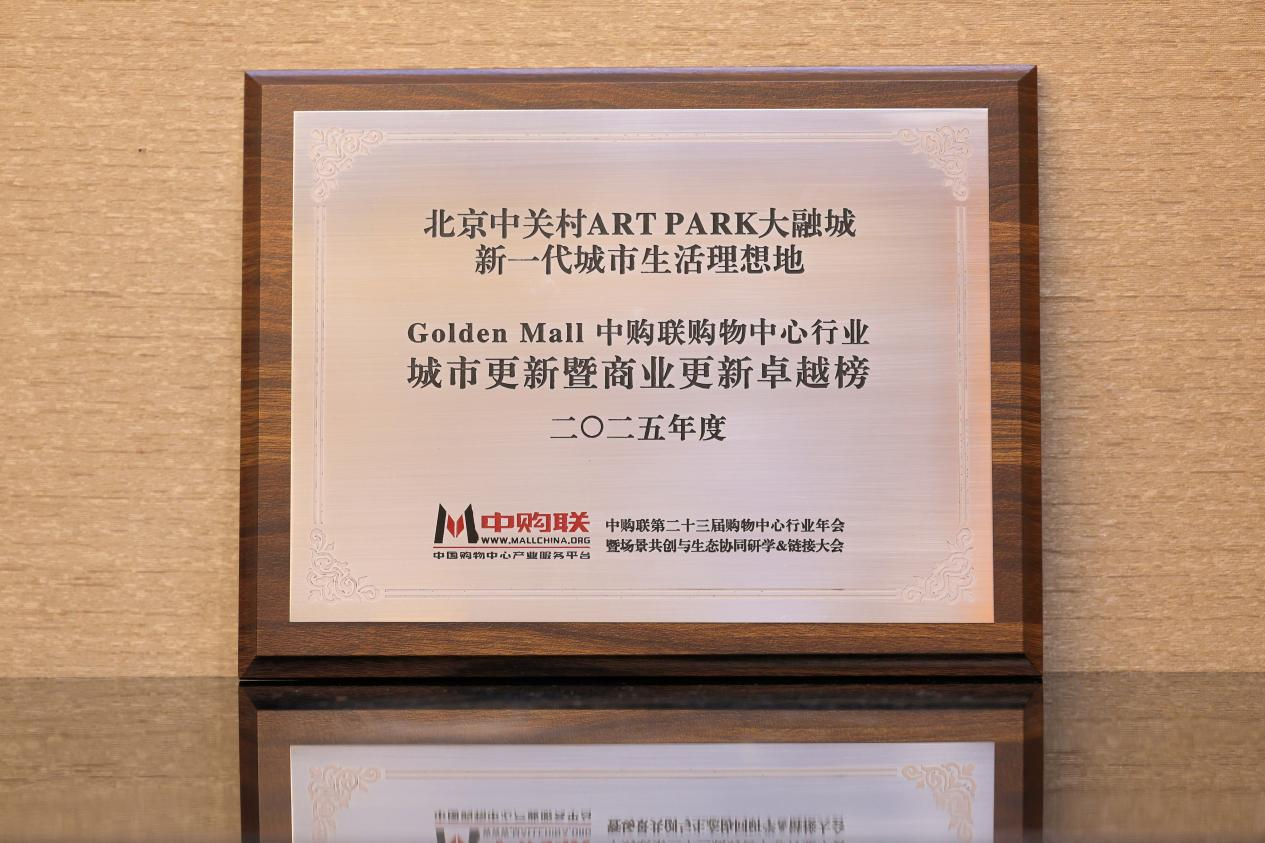 北京中关村ART PARK大融城
新一代城市生活理想地
Golden Mall 中购联购物中心行业
城市更新暨商业更新卓越榜
二〇二五年度
中购联
WWW.MALLCHINA.ORG
中国购物中心产业服务平台
中购联第二十三届购物中心行业年会
暨场景共创与生态协同研学&链接大会